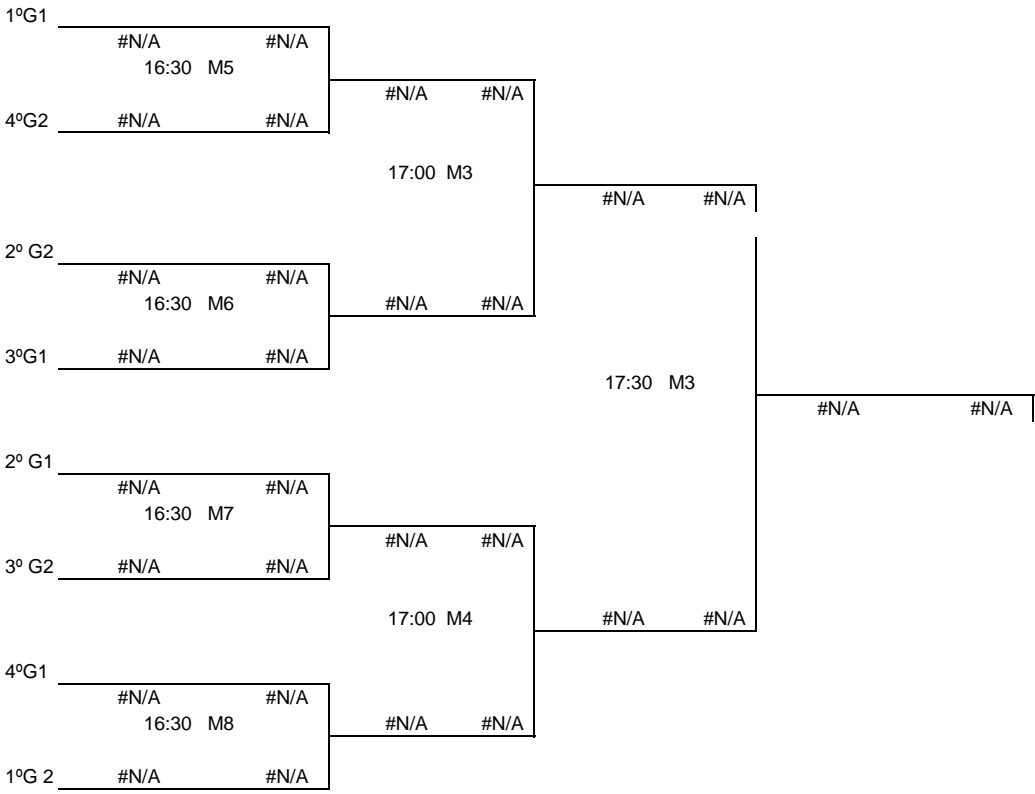 1ºG1
#N/A #N/A
16:30 M5
#N/A #N/A
4ºG2 #N/A #N/A
17:00 M3
#N/A #N/A
2º G2
#N/A #N/A
16:30 M6 #N/A #N/A
3ºG1 #N/A #N/A
17:30 M3
#N/A #N/A
2º G1
#N/A #N/A
16:30 M7
#N/A #N/A
3º G2 #N/A #N/A
17:00 M4 #N/A #N/A
4ºG1
#N/A #N/A
16:30 M8 #N/A #N/A
1ºG 2 #N/A #N/A